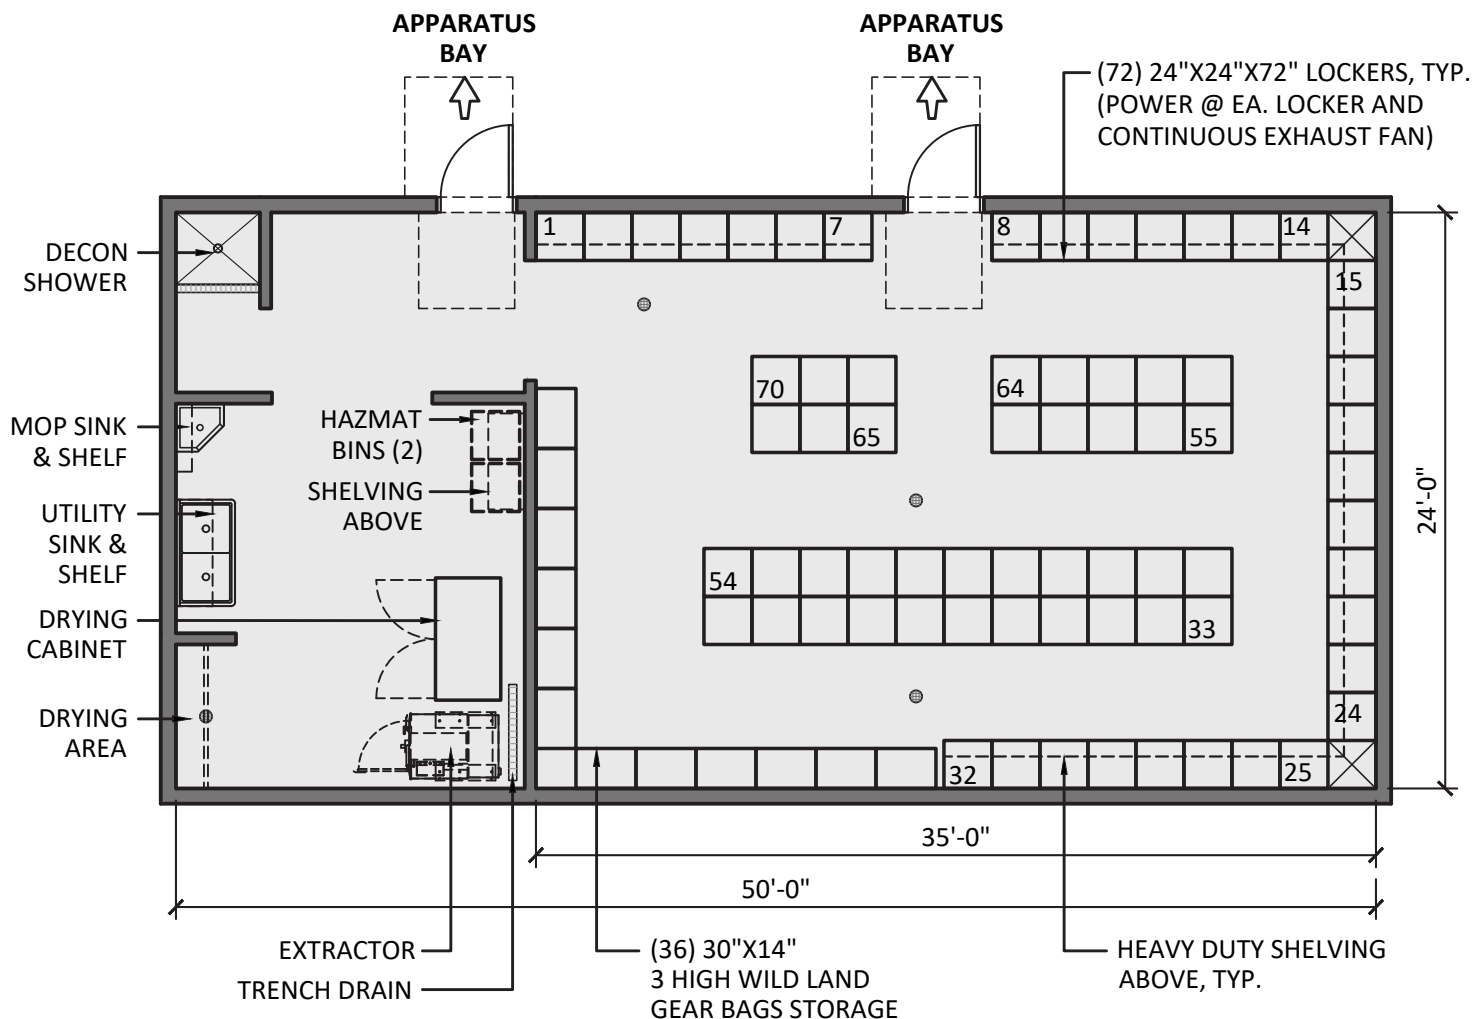 APPARATUS
BAY
APPARATUS
BAY
(72) 24"X24"X72" LOCKERS, TYP.
(POWER @ EA. LOCKER AND
CONTINUOUS EXHAUST FAN)
1
7
8
14
DECON
SHOWER
15
70
64
MOP SINK
& SHELF
HAZMAT
BINS (2)
65
55
SHELVING
ABOVE
UTILITY
SINK &
SHELF
24'-0"
54
DRYING
CABINET
33
DRYING
AREA
24
32
25
35'-0"
50'-0"
EXTRACTOR
TRENCH DRAIN
(36) 30"X14"
3 HIGH WILD LAND
GEAR BAGS STORAGE
HEAVY DUTY SHELVING
ABOVE, TYP.